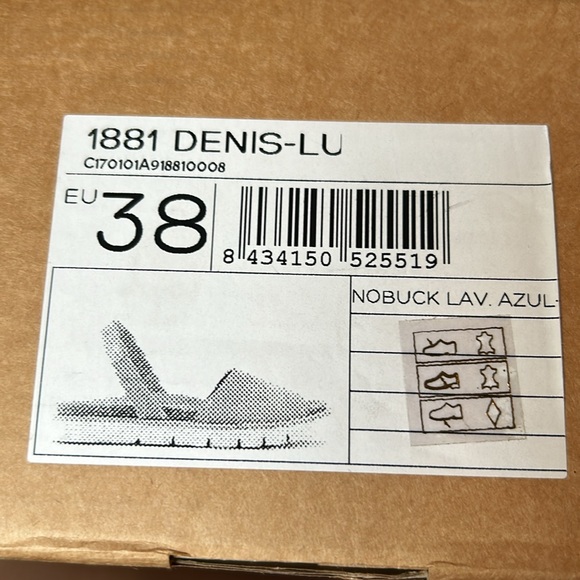 1881 DENIS-LU
C170101A918810008
EU 38
8 434150 525519
NOBUCK LAV. AZUL-